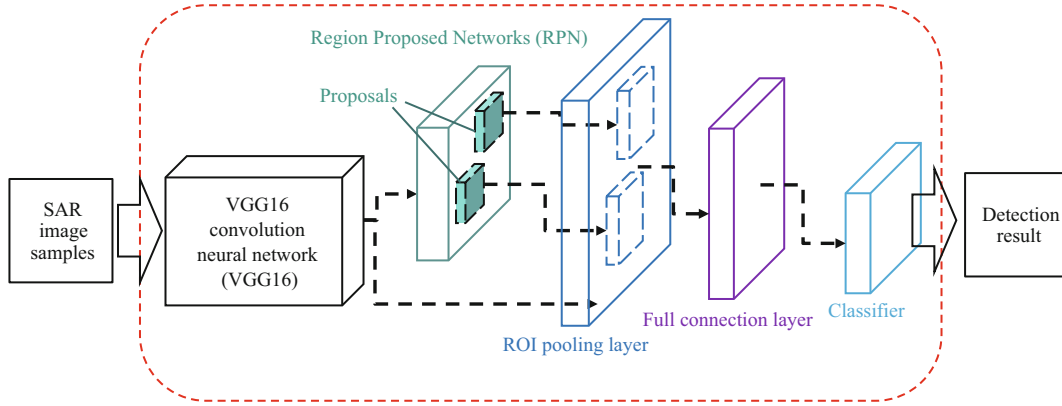 Region Proposed Networks (RPN)
Proposals
SAR
image
samples
VGG16
convolution
neural network
(VGG16)
ROI pooling layer
Full connection layer
Classifier
Detection
result